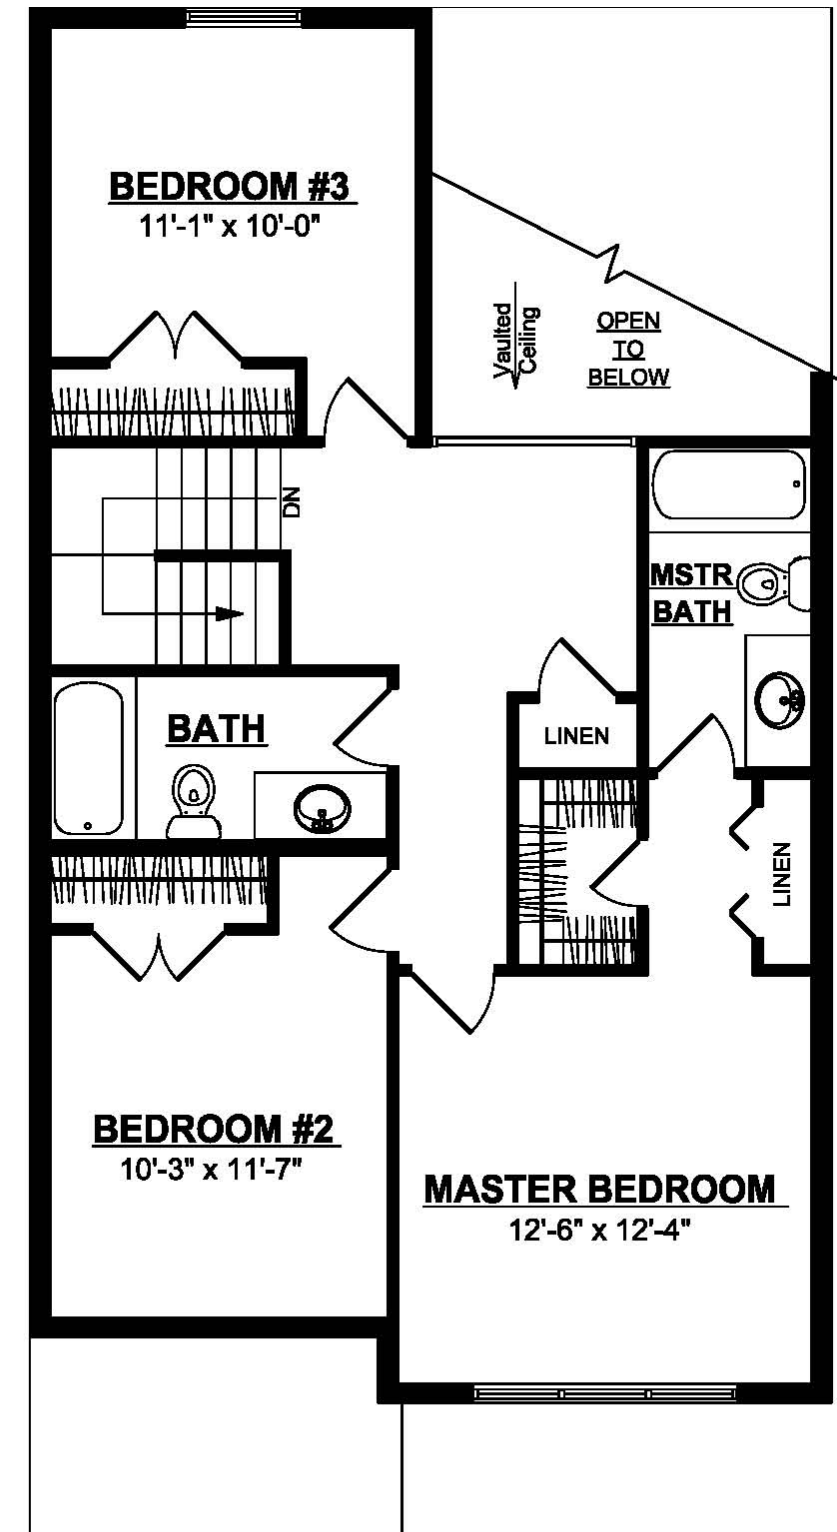 BEDROOM #3
11'-1" x 10'-0"
Vaulted
Ceiling
OPEN
TO
BELOW
DN
MSTR
BATH
BATH
LINEN
LINEN
BEDROOM #2
10'-3" x 11'-7"
MASTER BEDROOM
12'-6" x 12'-4"